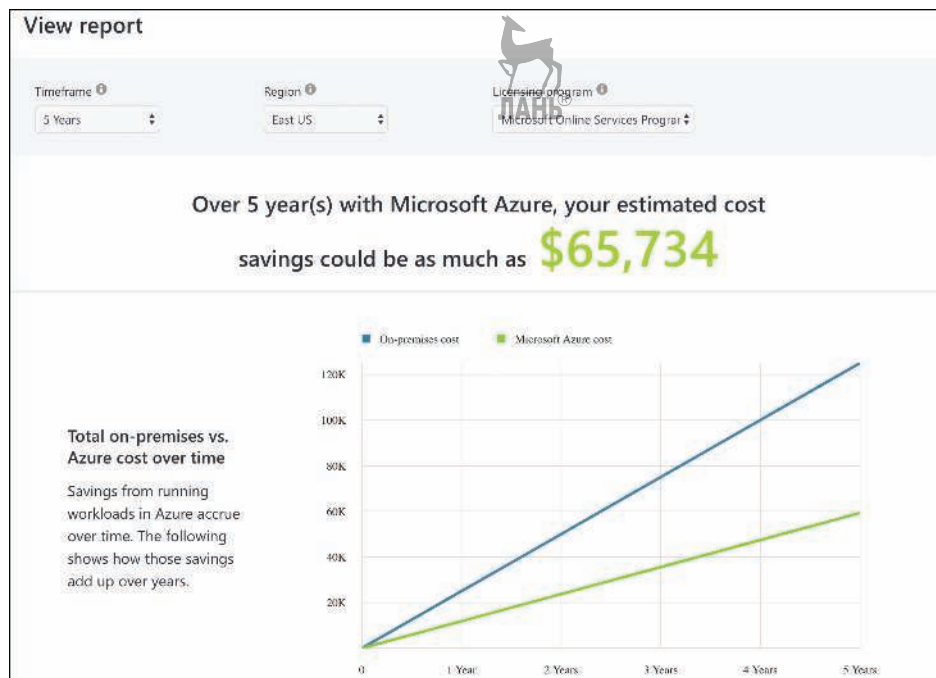 View report
Timeframe
Region
Licensing program
5 Years
East US
Microsoft Online Services Prograr
ЛАНЬ®
Over 5 year(s) with Microsoft Azure, your estimated cost
savings could be as much as $65,734
On-premises cost
Microsoft Azure cost
120K
100K
80K
60K
40K
20K
Total on-premises vs.
Azure cost over time
Savings from running
workloads in Azure accrue
over time. The following
shows how those savings
add up over years.
0
1 Year
2 Years
3 Years
4 Years
5 Years